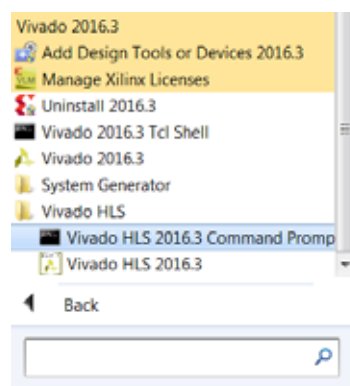 Vivado 2016.3
Add Design Tools or Devices 2016.3
Manage Xilinx Licenses
Uninstall 2016.3
Vivado 2016.3 Tcl Shell
Vivado 2016.3
System Generator
Vivado HLS
Vivado HLS 2016.3 Command Promp
Vivado HLS 2016.3
Back